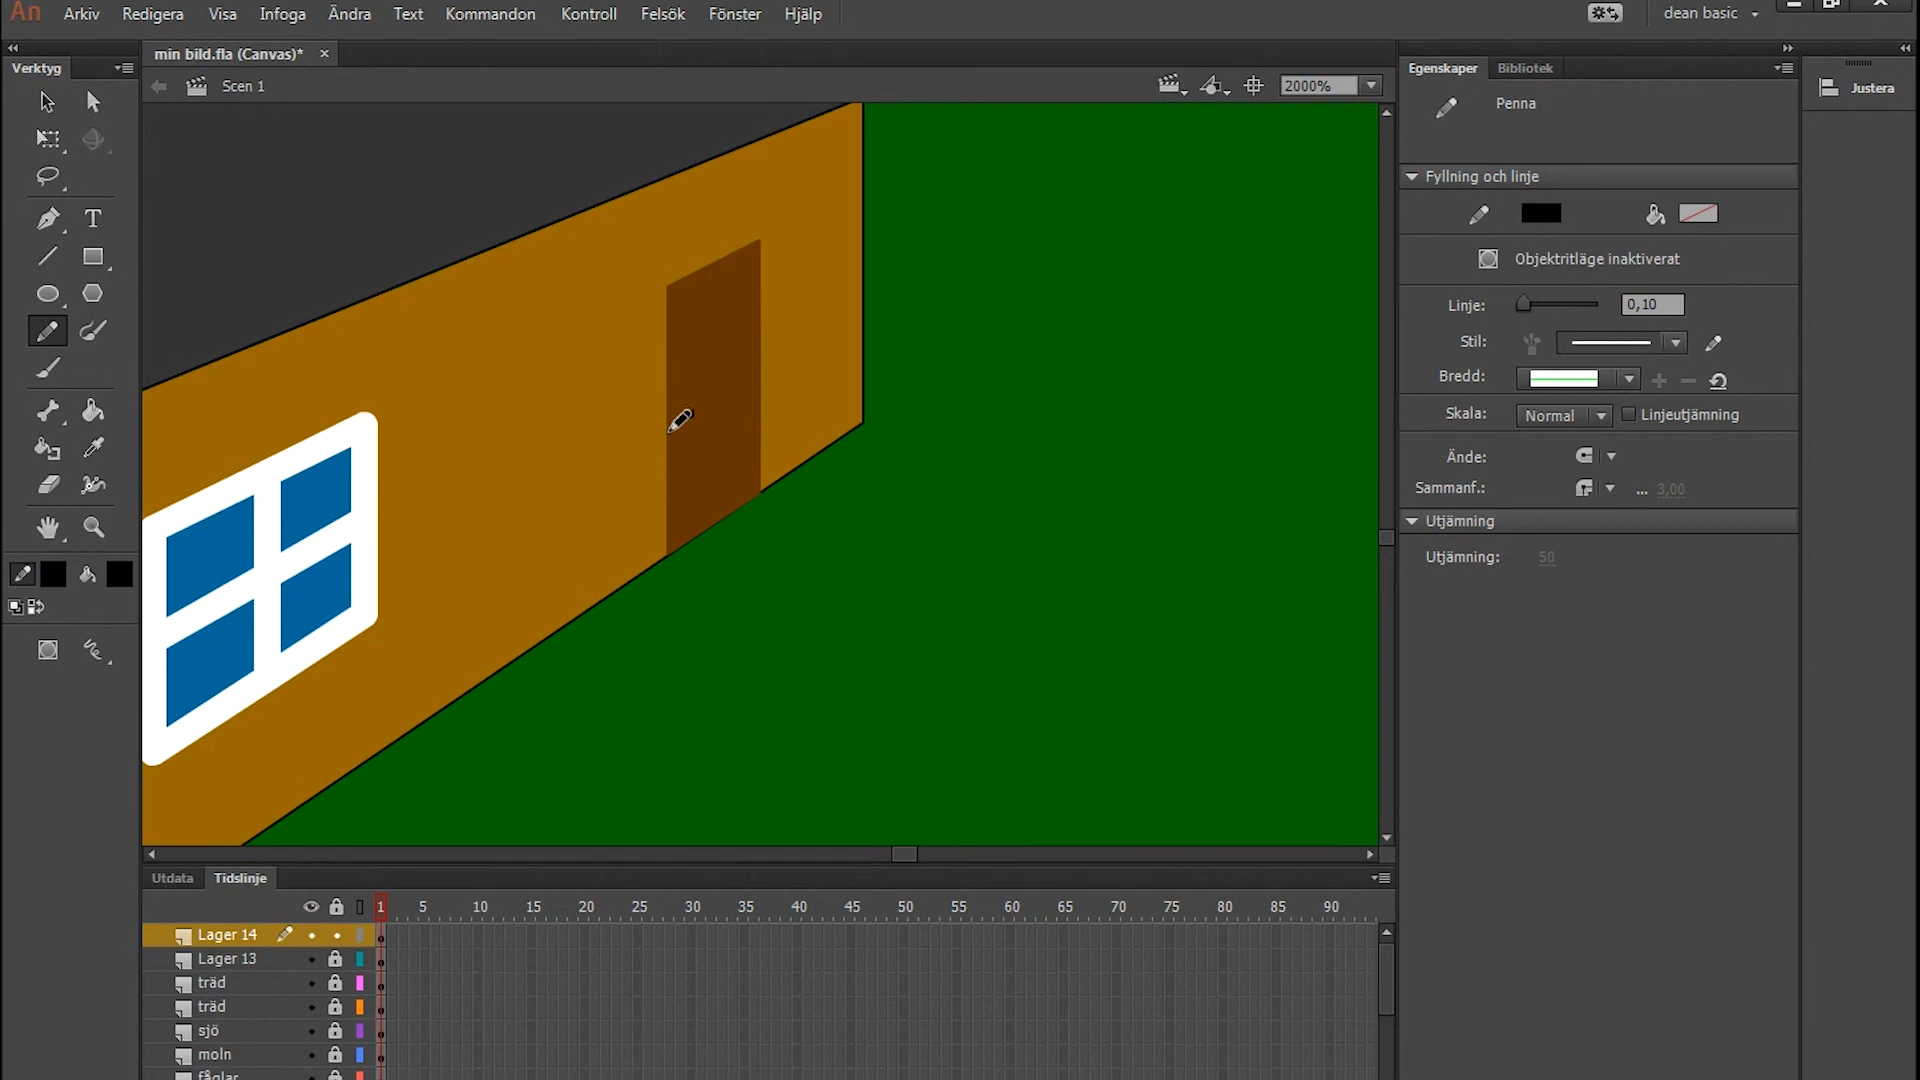 An Arkiv Redigera Visa Infoga Ändra Text Kommandon Kontroll Felsök Fönster Hjälp dean basic
Verktyg
min bild.fla (Canvas)* ×
Scen 1
2000%
Egenskaper Bibliotek
Justera
Penna
Fyllning och linje
Objektritläge inaktiverat
Linje: 0,10
Stil:
Bredd:
Skala: Normal Linjeutjämning
Ände:
Sammanf.: ... 3,00
Utjämning
Utjämning: 50
Utdata Tidslinje
1 5 10 15 20 25 30 35 40 45 50 55 60 65 70 75 80 85 90
Lager 14
Lager 13
träd
träd
sjö
moln
fåglar